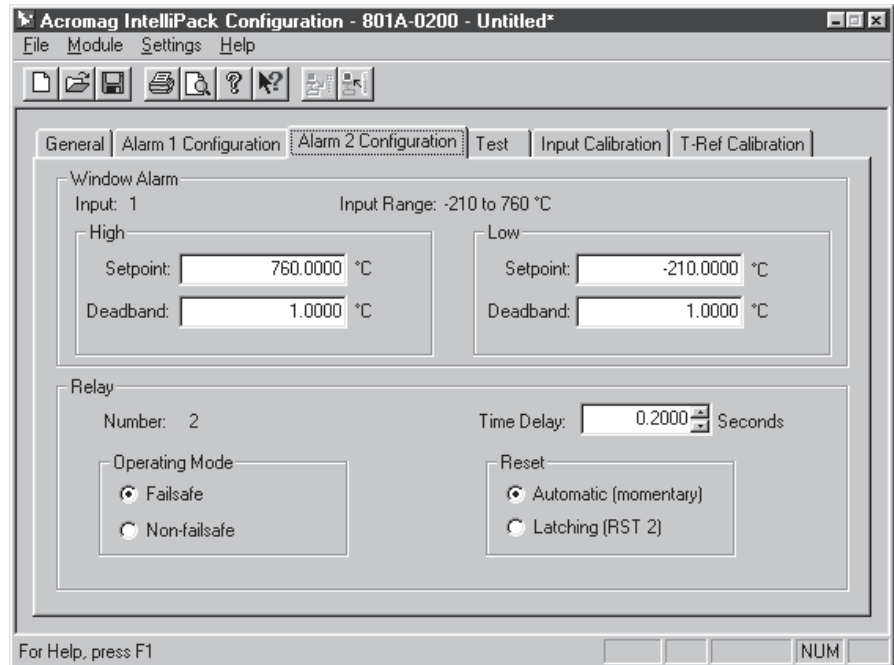 Acromag IntelliPack Configuration - 801A-0200 - Untitled*
File Module Settings Help
General Alarm 1 Configuration Alarm 2 Configuration Test Input Calibration T-Ref Calibration
Window Alarm
Input: 1 Input Range: -210 to 760 °C
High Low
Setpoint: 760.0000 °C Setpoint: -210.0000 °C
Deadband: 1.0000 °C Deadband: 1.0000 °C
Relay
Number: 2 Time Delay: 0.2000 Seconds
Operating Mode Reset
Failsafe Automatic (momentary)
Non-failsafe Latching (RST 2)
For Help, press F1 NUM